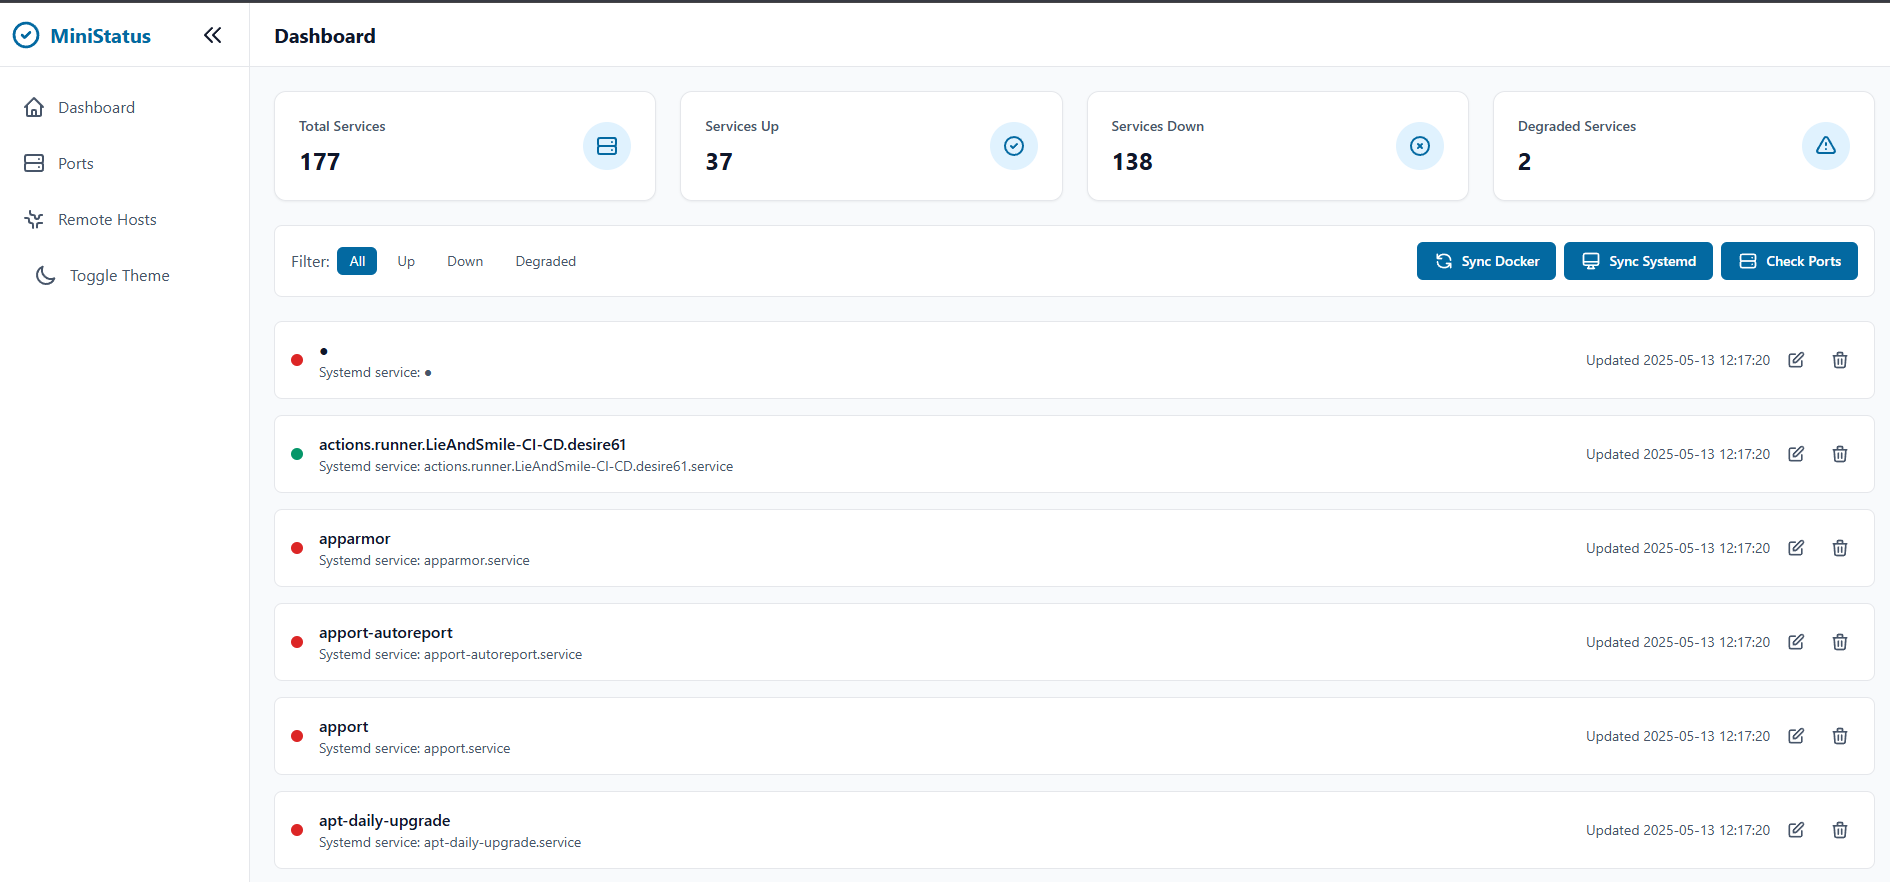 MiniStatus
Dashboard
Dashboard
Ports
Remote Hosts
Toggle Theme
Total Services
177
Services Up
37
Services Down
138
Degraded Services
2
Filter: All Up Down Degraded
Sync Docker Sync Systemd Check Ports
●
Systemd service: ●
Updated 2025-05-13 12:17:20
actions.runner.LieAndSmile-CI-CD.desire61
Systemd service: actions.runner.LieAndSmile-CI-CD.desire61.service
Updated 2025-05-13 12:17:20
apparmor
Systemd service: apparmor.service
Updated 2025-05-13 12:17:20
apport-autoreport
Systemd service: apport-autoreport.service
Updated 2025-05-13 12:17:20
apport
Systemd service: apport.service
Updated 2025-05-13 12:17:20
apt-daily-upgrade
Systemd service: apt-daily-upgrade.service
Updated 2025-05-13 12:17:20